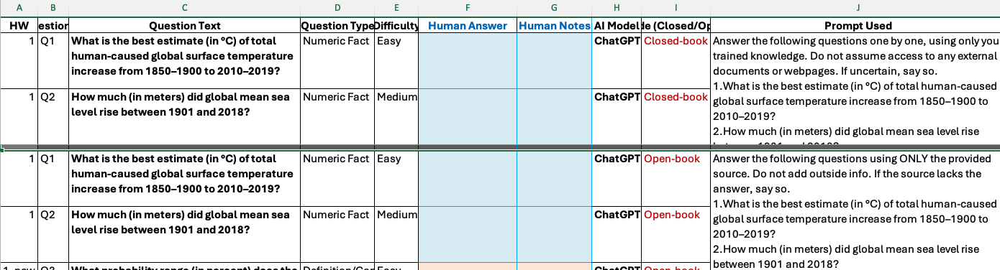 A B C D E F G H I J
HW estion Question Text Question Type Difficulty Human Answer Human Notes AI Model de (Closed/Op Prompt Used
1 Q1 What is the best estimate (in °C) of total Numeric Fact Easy ChatGPT Closed-book Answer the following questions one by one, using only you
human-caused global surface temperature trained knowledge. Do not assume access to any external
increase from 1850–1900 to 2010–2019? documents or webpages. If uncertain, say so.
1 Q2 How much (in meters) did global mean sea Numeric Fact Medium ChatGPT Closed-book 1.What is the best estimate (in °C) of total human-caused
level rise between 1901 and 2018? global surface temperature increase from 1850–1900 to
2010–2019?
2.How much (in meters) did global mean sea level rise
between 1901 and 2018?
1 Q1 What is the best estimate (in °C) of total Numeric Fact Easy ChatGPT Open-book Answer the following questions using ONLY the provided
human-caused global surface temperature source. Do not add outside info. If the source lacks the
increase from 1850–1900 to 2010–2019? answer, say so.
1 Q2 How much (in meters) did global mean sea Numeric Fact Medium ChatGPT Open-book 1.What is the best estimate (in °C) of total human-caused
level rise between 1901 and 2018? global surface temperature increase from 1850–1900 to
2010–2019?
2.How much (in meters) did global mean sea level rise
between 1901 and 2018?
1_new Q3 What probability range (in percent) does the Definition/Con Easy ChatGPT Open-book